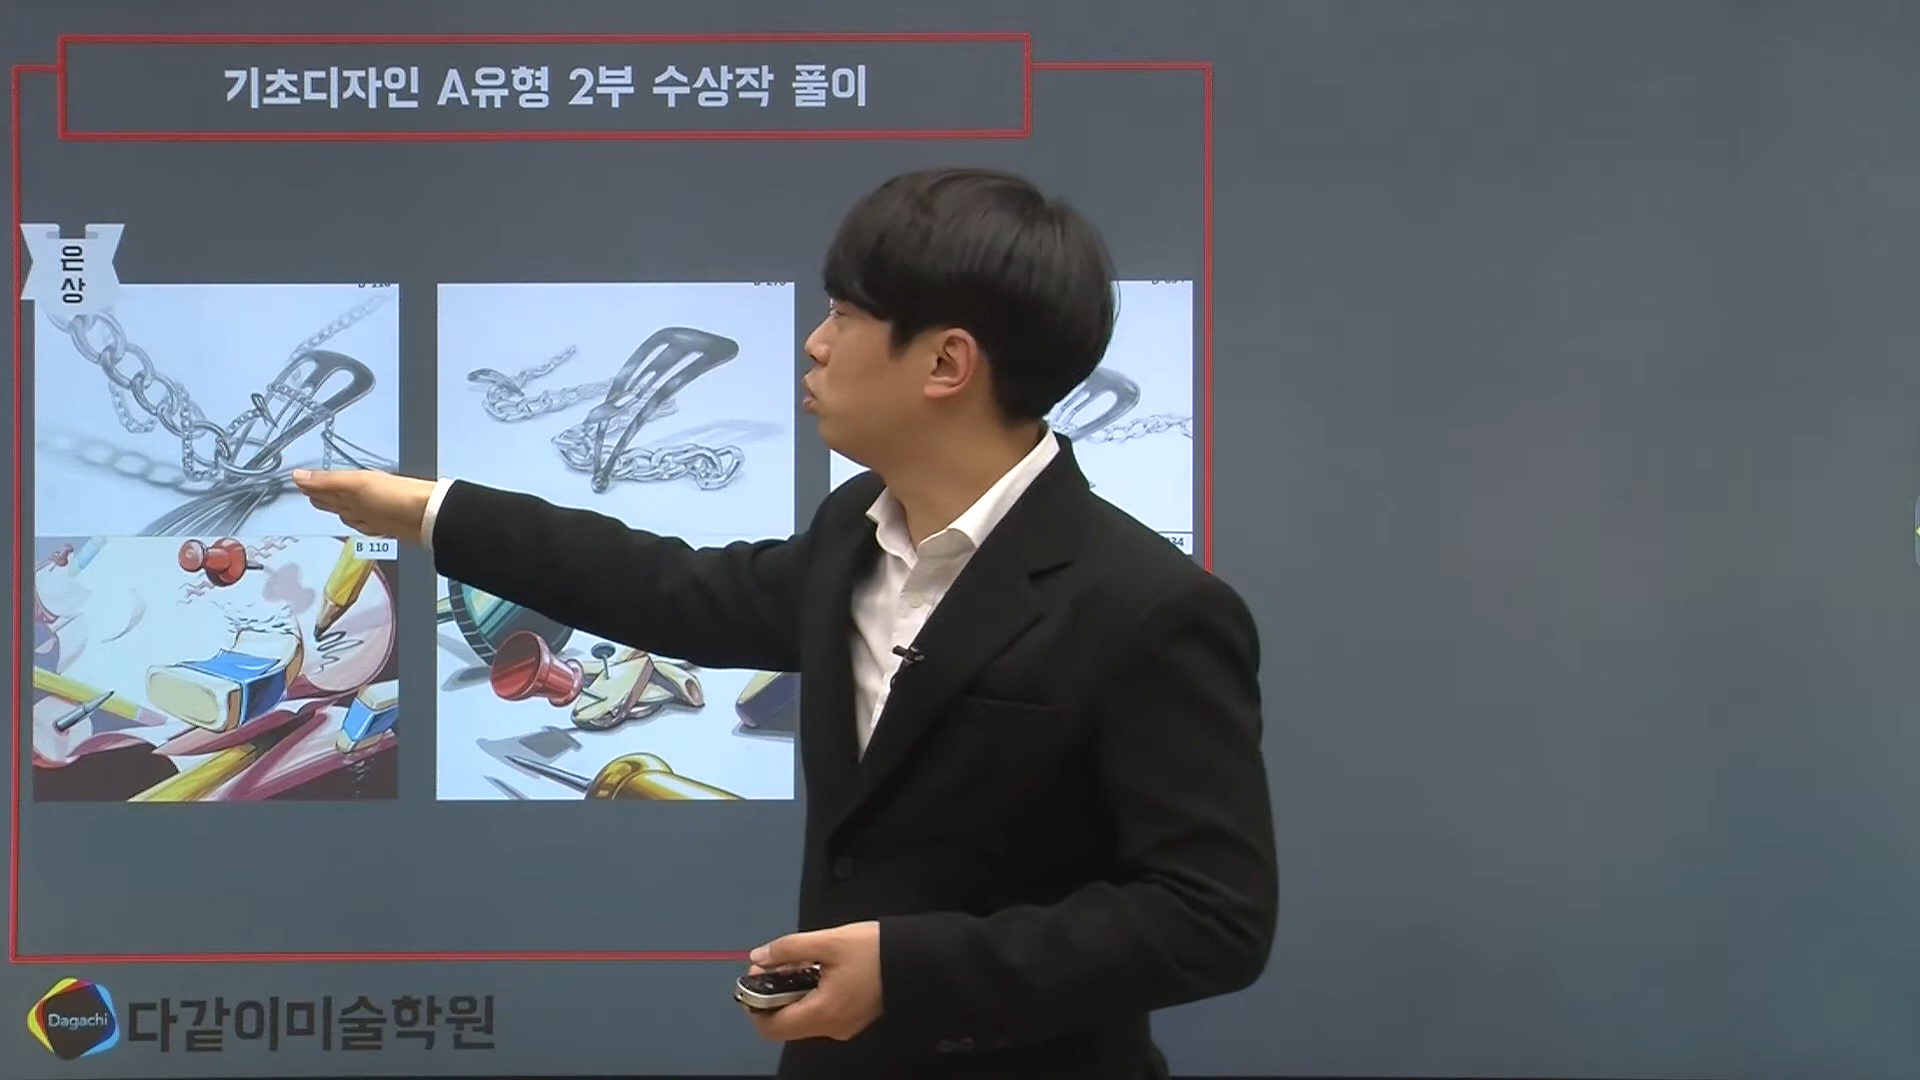 기초디자인 A유형 2부 수상작 풀이
은
상
B 110
Dagachi
다같이미술학원